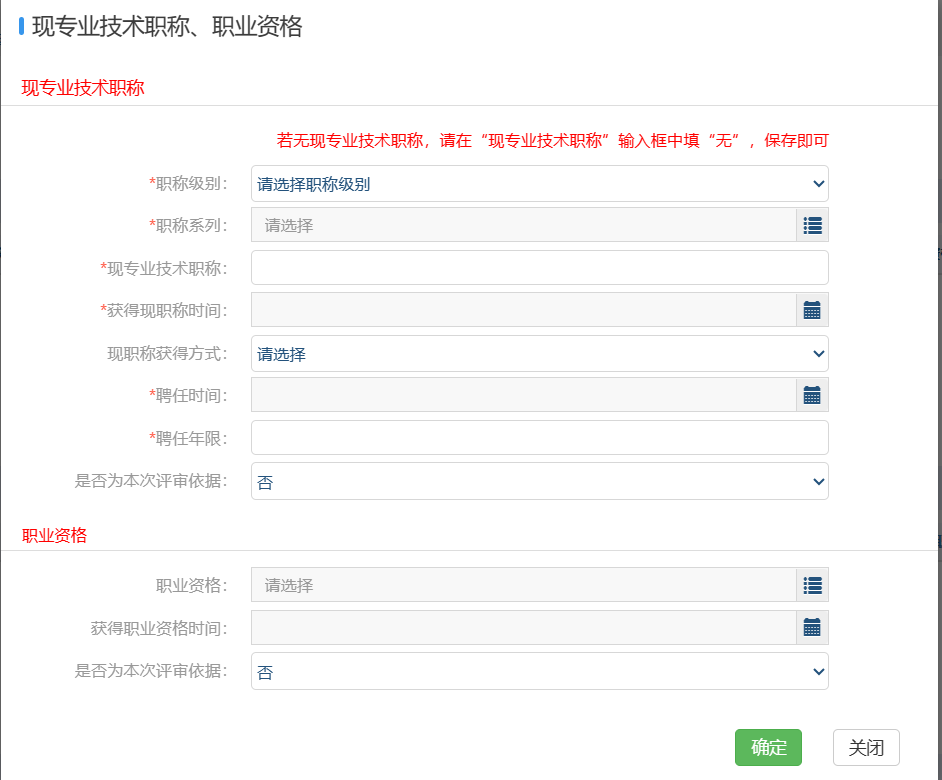 现专业技术职称、职业资格
现专业技术职称
若无现专业技术职称，请在“现专业技术职称”输入框中填“无”，保存即可
*职称级别： 请选择职称级别
*职称系列： 请选择
*现专业技术职称：
*获得现职称时间：
现职称获得方式： 请选择
*聘任时间：
*聘任年限：
是否为本次评审依据： 否
职业资格
职业资格： 请选择
获得职业资格时间：
是否为本次评审依据： 否
确定 关闭